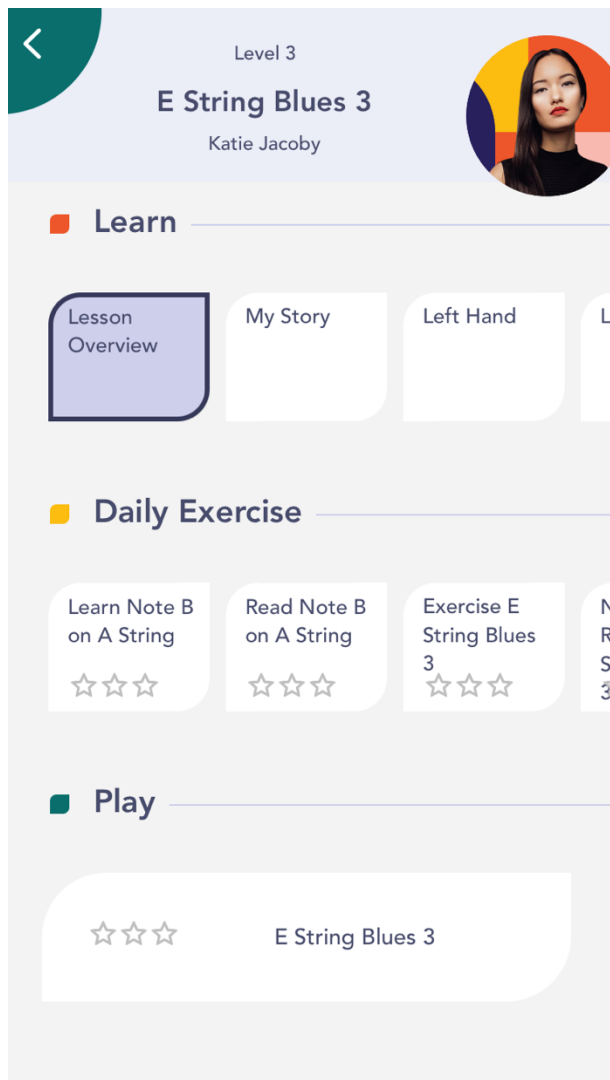 Level 3
E String Blues 3
Katie Jacoby
Learn
Lesson
Overview
My Story
Left Hand
L
Daily Exercise
Learn Note B
on A String
Read Note B
on A String
Exercise E
String Blues
3
N
R
S
3
Play
E String Blues 3